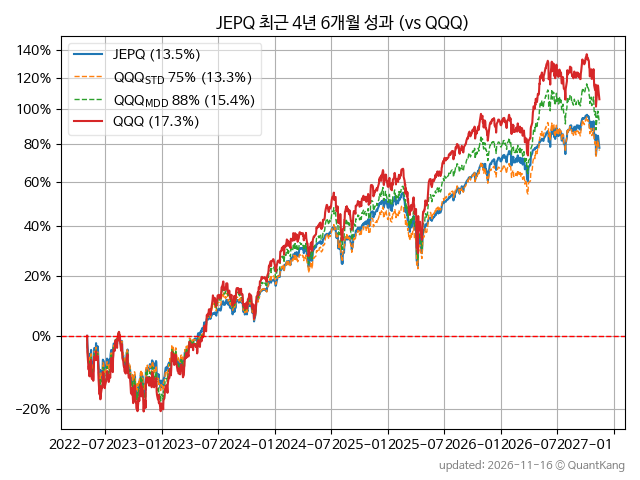 JEPQ 최근 4년 6개월 성과 (vs QQQ)
JEPQ (13.5%)
QQQSTD 75% (13.3%)
QQQMDD 88% (15.4%)
QQQ (17.3%)
140%
120%
100%
80%
60%
40%
20%
0%
−20%
2022-07 2023-01 2023-07 2024-01 2024-07 2025-01 2025-07 2026-01 2026-07 2027-01
updated: 2026-11-16 © QuantKang